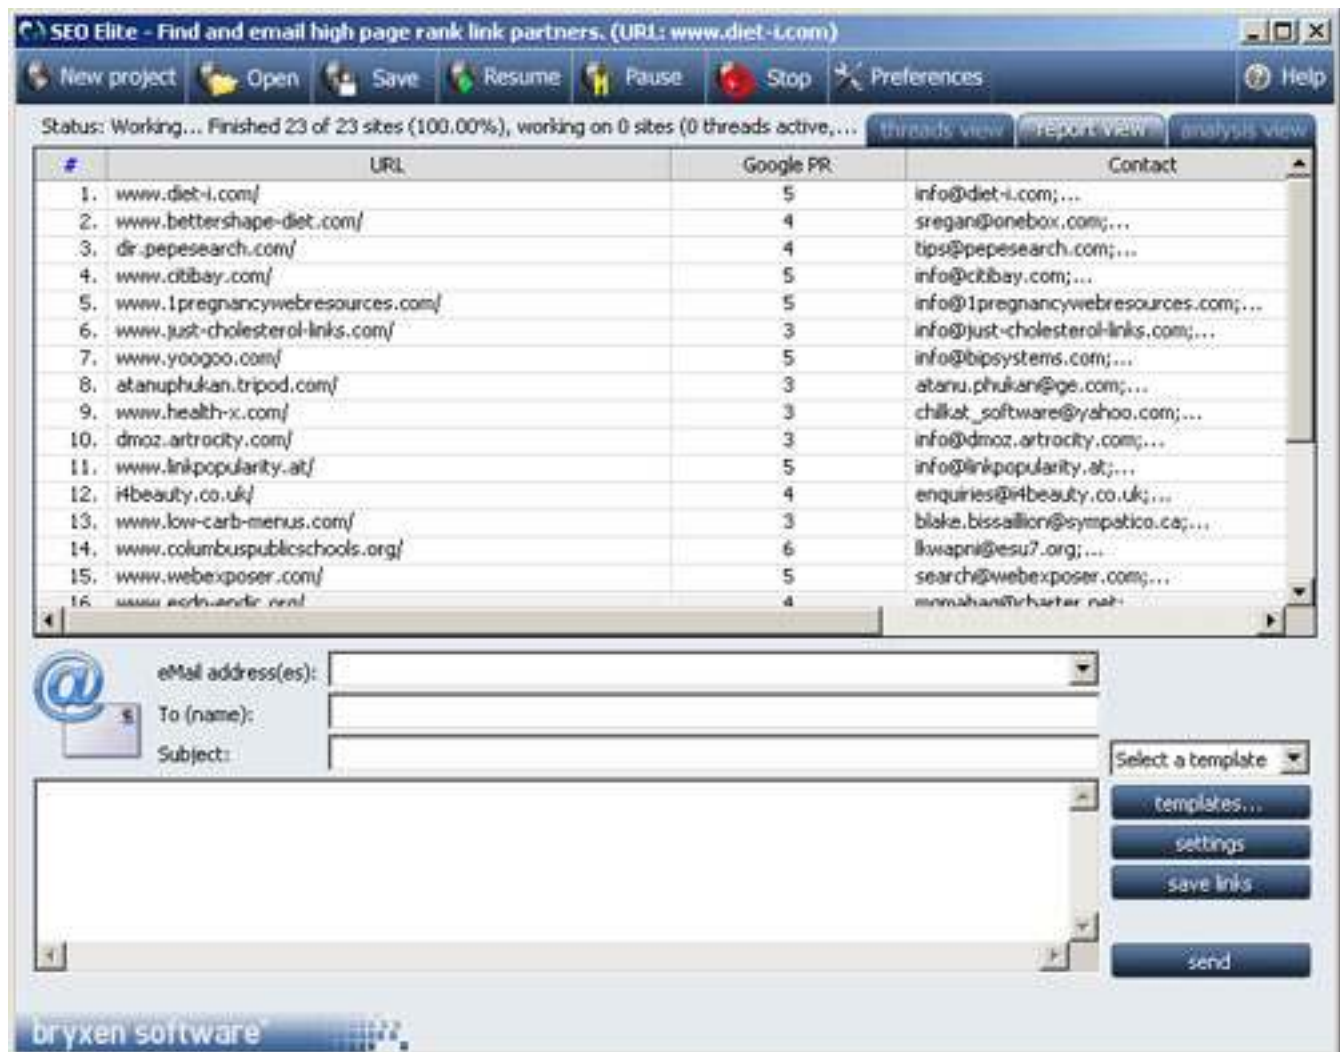 SEO Elite - Find and email high page rank link partners. (URL: www.diet-i.com)
New project Open Save Resume Pause Stop Preferences Help
Status: Working... Finished 23 of 23 sites (100.00%), working on 0 sites (0 threads active,... threads view report view analysis view
# URL Google PR Contact
1. www.diet-i.com/ 5 info@diet-i.com;...
2. www.bettershape-diet.com/ 4 sregan@onebox.com;...
3. dir.pepesearch.com/ 4 tips@pepesearch.com;...
4. www.citibay.com/ 5 info@citibay.com;...
5. www.1pregnancywebresources.com/ 5 info@1pregnancywebresources.com;...
6. www.just-cholesterol-links.com/ 3 info@just-cholesterol-links.com;...
7. www.yoogoo.com/ 5 info@bipsystems.com;...
8. atanuphukan.tripod.com/ 3 atanu.phukan@ge.com;...
9. www.health-x.com/ 3 chilkat_software@yahoo.com;...
10. dmoz.artrocity.com/ 3 info@dmoz.artrocity.com;...
11. www.linkpopularity.at/ 5 info@linkpopularity.at;...
12. i4beauty.co.uk/ 4 enquiries@i4beauty.co.uk;...
13. www.low-carb-menus.com/ 3 blake.bissaillion@sympatico.ca;...
14. www.columbuspublicschools.org/ 6 lkwapni@esu7.org;...
15. www.webexposer.com/ 5 search@webexposer.com;...
16 4
eMail address(es):
To (name):
Subject:
Select a template
templates...
settings
save links
send
bryxen software